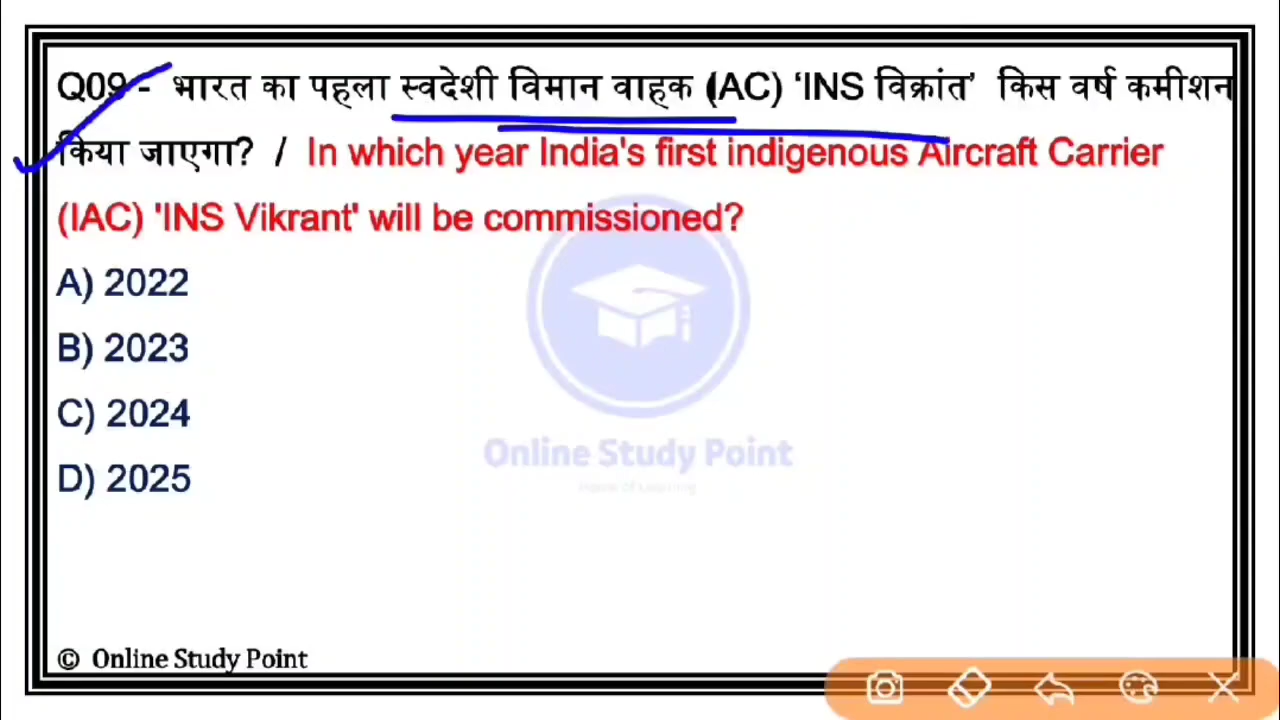 Q09 - भारत का पहला स्वदेशी विमान वाहक (AC) ‘INS विक्रांत’ किस वर्ष कमीशन
किया जाएगा? / In which year India's first indigenous Aircraft Carrier
(IAC) 'INS Vikrant' will be commissioned?
A) 2022
B) 2023
C) 2024
D) 2025
Online Study Point
© Online Study Point